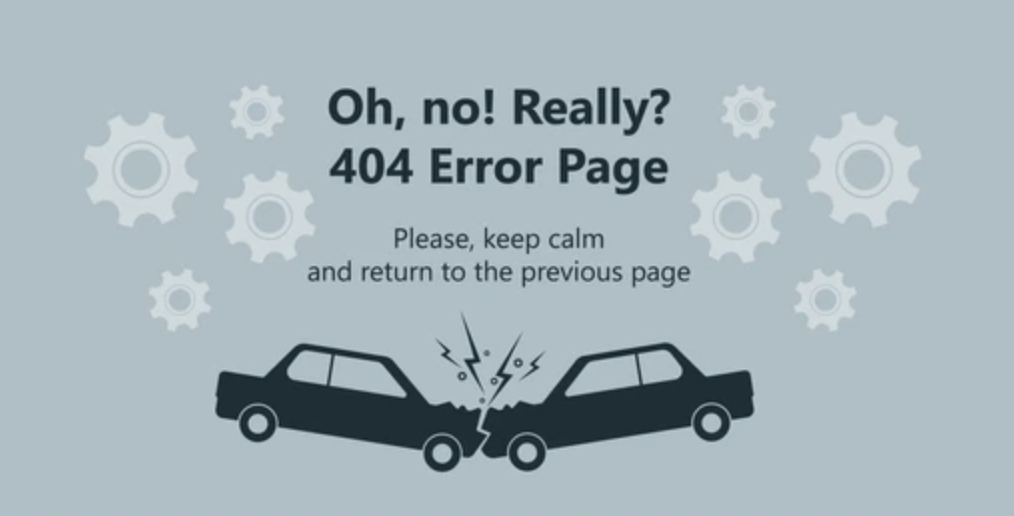 Oh, no! Really?
404 Error Page
Please, keep calm
and return to the previous page